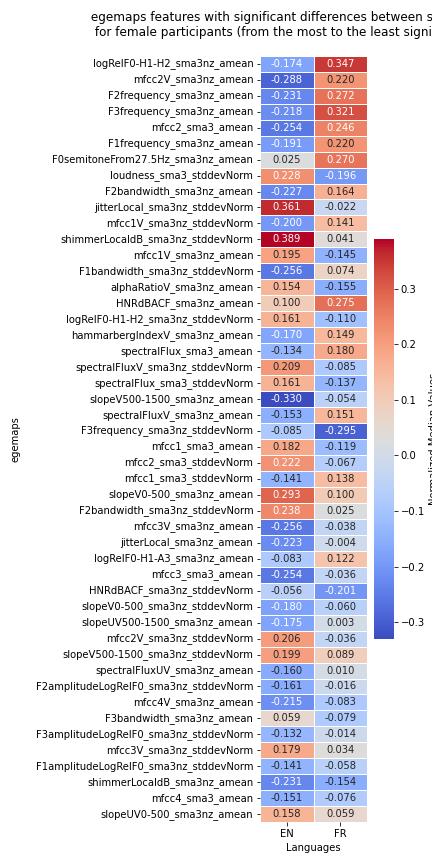 egemaps features with significant differences between s
for female participants (from the most to the least signi
logRelF0-H1-H2_sma3nz_amean -0.174 0.347
mfcc2V_sma3nz_amean -0.288 0.220
F2frequency_sma3nz_amean -0.231 0.272
F3frequency_sma3nz_amean -0.218 0.321
mfcc2_sma3_amean -0.254 0.246
F1frequency_sma3nz_amean -0.191 0.220
F0semitoneFrom27.5Hz_sma3nz_amean 0.025 0.270
loudness_sma3_stddevNorm 0.228 -0.196
F2bandwidth_sma3nz_amean -0.227 0.164
jitterLocal_sma3nz_stddevNorm 0.361 -0.022
mfcc1V_sma3nz_stddevNorm -0.200 0.141
shimmerLocaldB_sma3nz_stddevNorm 0.389 0.041
mfcc1V_sma3nz_amean 0.195 -0.145
F1bandwidth_sma3nz_stddevNorm -0.256 0.074
alphaRatioV_sma3nz_amean 0.154 -0.155
HNRdBACF_sma3nz_amean 0.100 0.275
logRelF0-H1-H2_sma3nz_stddevNorm 0.161 -0.110
hammarbergIndexV_sma3nz_amean -0.170 0.149
spectralFlux_sma3_amean -0.134 0.180
spectralFluxV_sma3nz_stddevNorm 0.209 -0.085
spectralFlux_sma3_stddevNorm 0.161 -0.137
slopeV500-1500_sma3nz_amean -0.330 -0.054
spectralFluxV_sma3nz_amean -0.153 0.151
F3frequency_sma3nz_stddevNorm -0.085 -0.295
mfcc1_sma3_amean 0.182 -0.119
mfcc2_sma3_stddevNorm 0.222 -0.067
mfcc1_sma3_stddevNorm -0.141 0.138
slopeV0-500_sma3nz_amean 0.293 0.100
F2bandwidth_sma3nz_stddevNorm 0.238 0.025
mfcc3V_sma3nz_amean -0.256 -0.038
jitterLocal_sma3nz_amean -0.223 -0.004
logRelF0-H1-A3_sma3nz_amean -0.083 0.122
mfcc3_sma3_amean -0.254 -0.036
HNRdBACF_sma3nz_stddevNorm -0.056 -0.201
slopeV0-500_sma3nz_stddevNorm -0.180 -0.060
slopeUV500-1500_sma3nz_amean -0.175 0.003
mfcc2V_sma3nz_stddevNorm 0.206 -0.036
slopeV500-1500_sma3nz_stddevNorm 0.199 0.089
spectralFluxUV_sma3nz_amean -0.160 0.010
F2amplitudeLogRelF0_sma3nz_stddevNorm -0.161 -0.016
mfcc4V_sma3nz_amean -0.215 -0.083
F3bandwidth_sma3nz_amean 0.059 -0.079
F3amplitudeLogRelF0_sma3nz_stddevNorm -0.132 -0.014
mfcc3V_sma3nz_stddevNorm 0.179 0.034
F1amplitudeLogRelF0_sma3nz_stddevNorm -0.141 -0.058
shimmerLocaldB_sma3nz_amean -0.231 -0.154
mfcc4_sma3_amean -0.151 -0.076
slopeUV0-500_sma3nz_amean 0.158 0.059
EN FR
Languages
egemaps
0.3
0.2
0.1
0.0
−0.1
−0.2
−0.3
Normalized Median Values